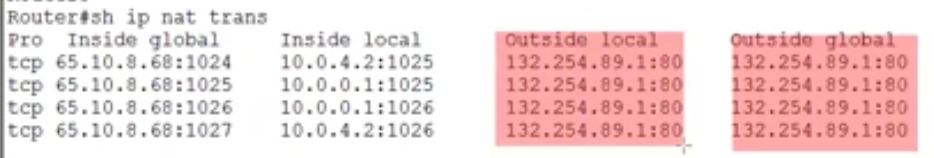 Router#sh ip nat trans
Pro  Inside global     Inside local       Outside local      Outside global
tcp 65.10.8.68:1024    10.0.4.2:1025      132.254.89.1:80    132.254.89.1:80
tcp 65.10.8.68:1025    10.0.0.1:1025      132.254.89.1:80    132.254.89.1:80
tcp 65.10.8.68:1026    10.0.0.1:1026      132.254.89.1:80    132.254.89.1:80
tcp 65.10.8.68:1027    10.0.4.2:1026      132.254.89.1:80    132.254.89.1:80